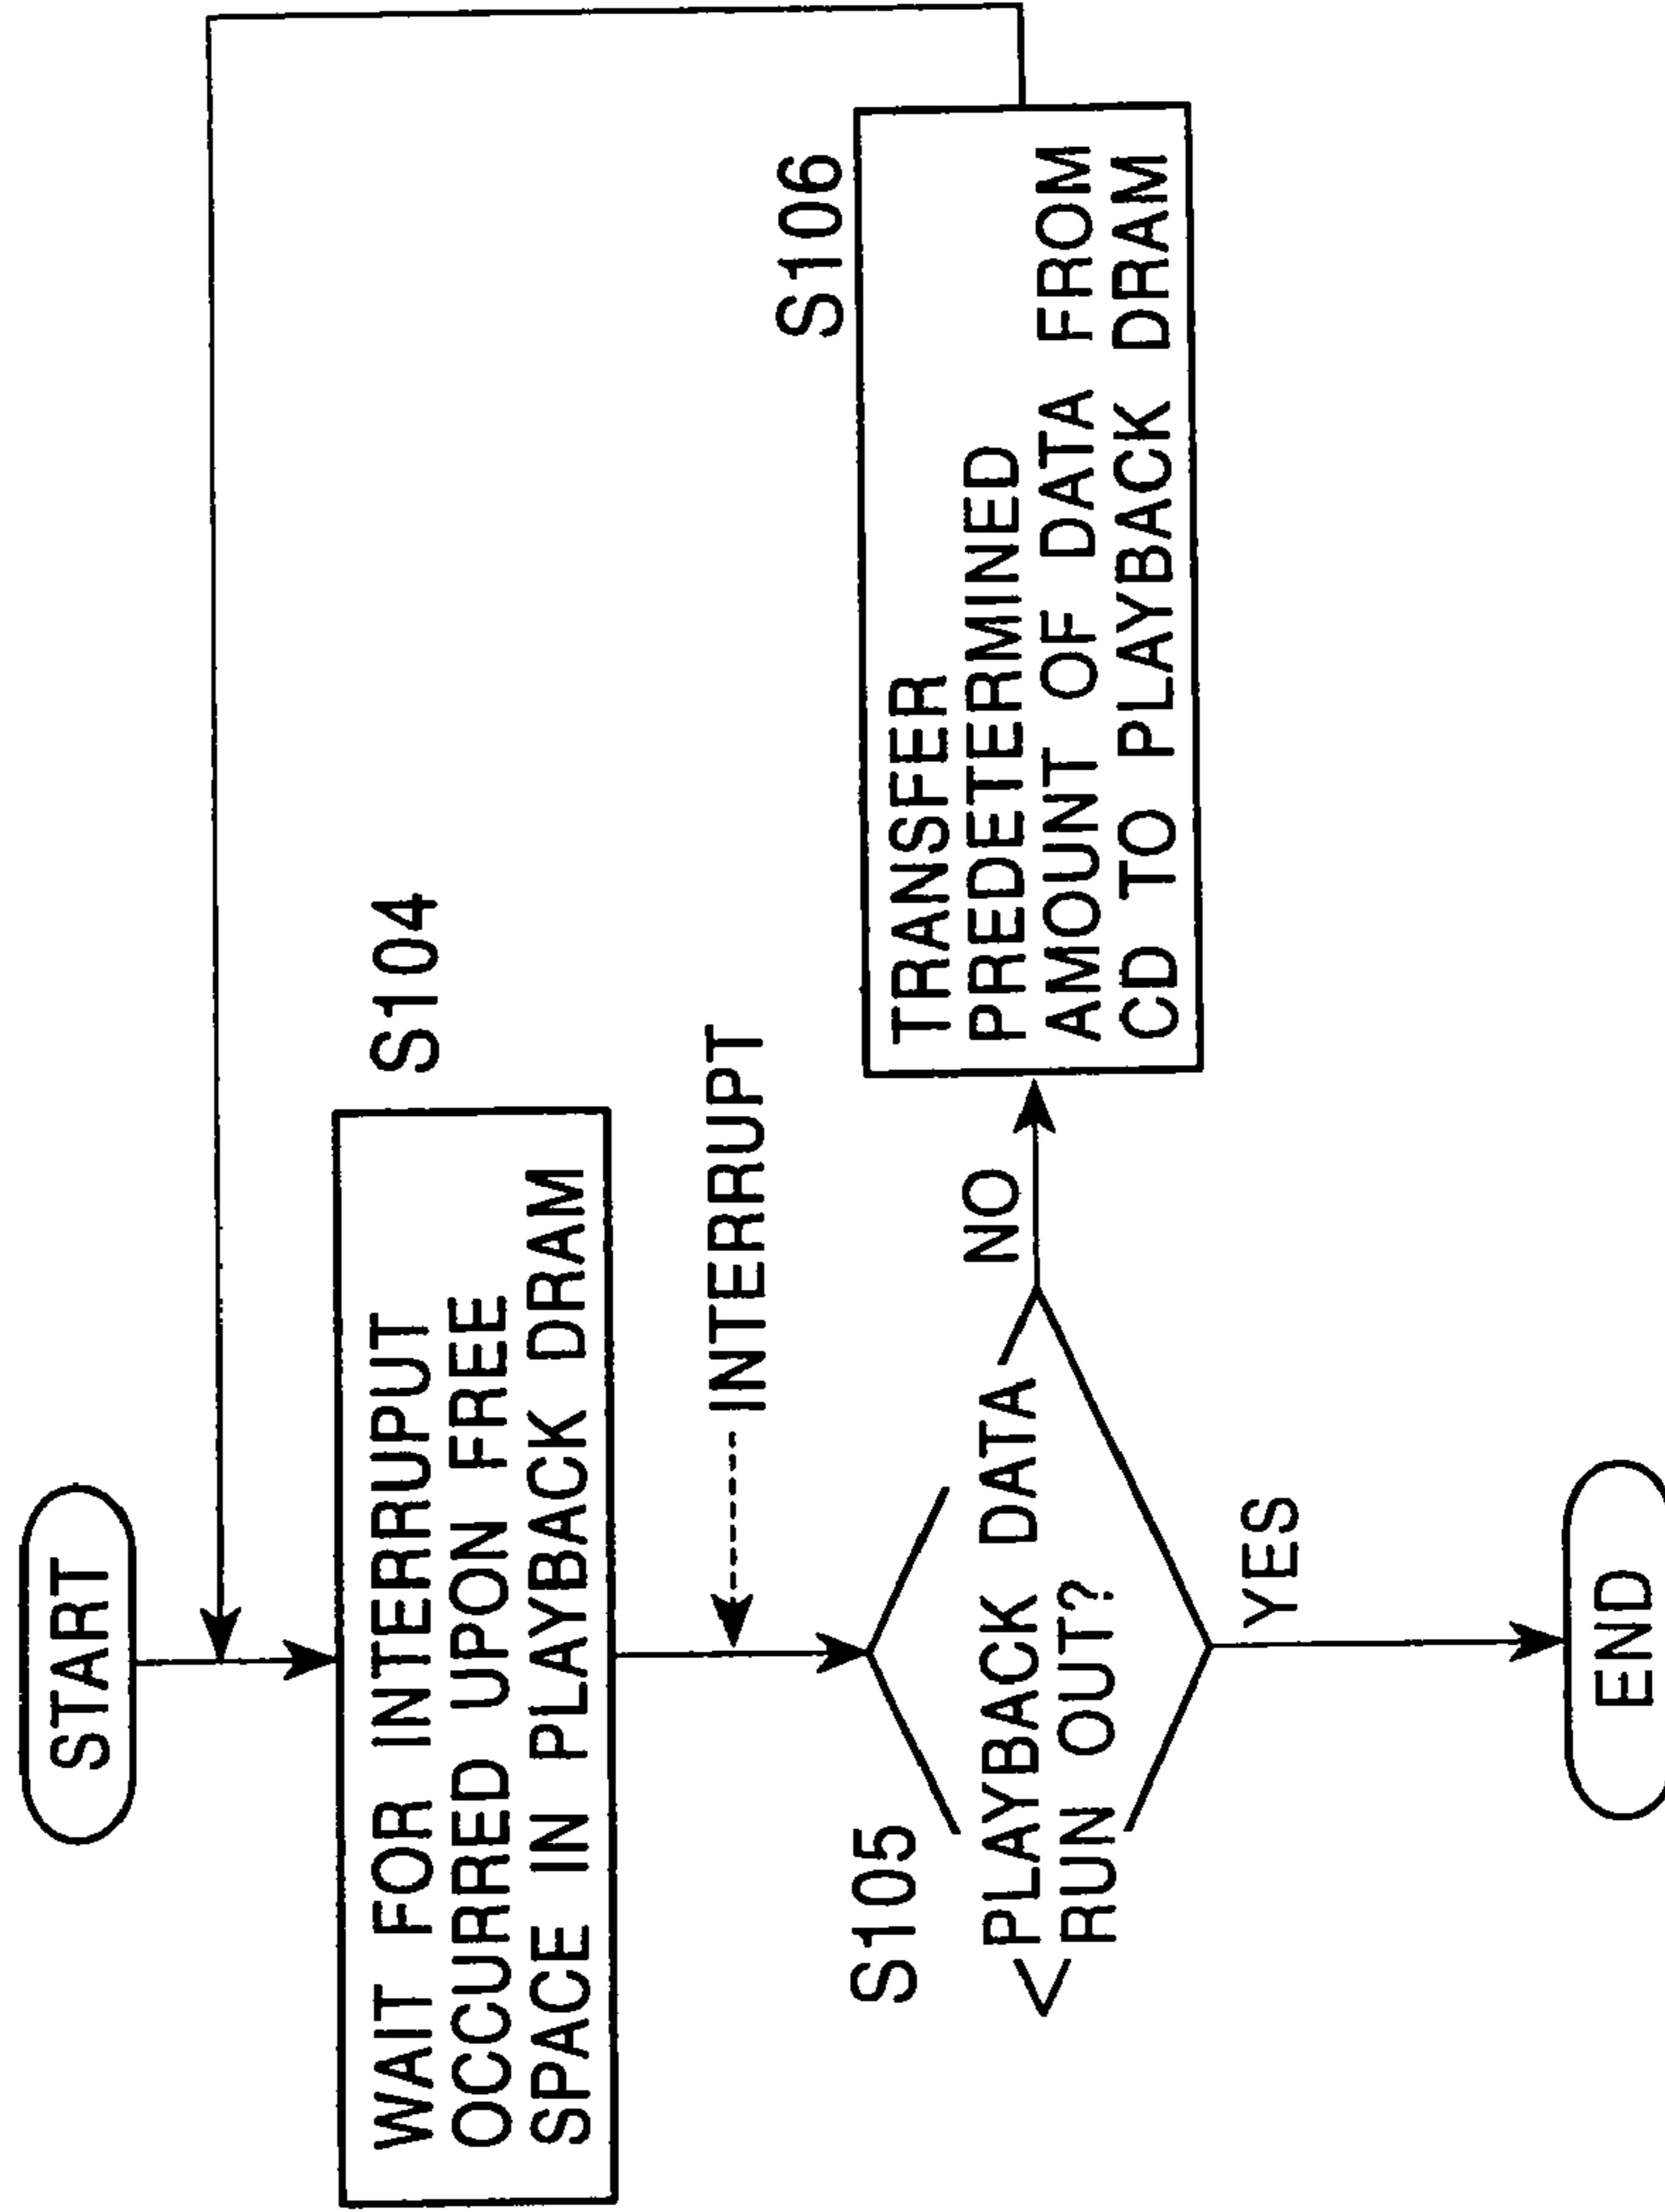 START
S104
WAIT FOR INTERRUPUT
OCCURRED UPON FREE
SPACE IN PLAYBACK DRAM
INTERRUPT
S105
PLAYBACK DATA
RUN OUT?
NO
S106
TRANSFER
PREDETERMINED
AMOUNT OF DATA FROM
CD TO PLAYBACK DRAM
YES
END